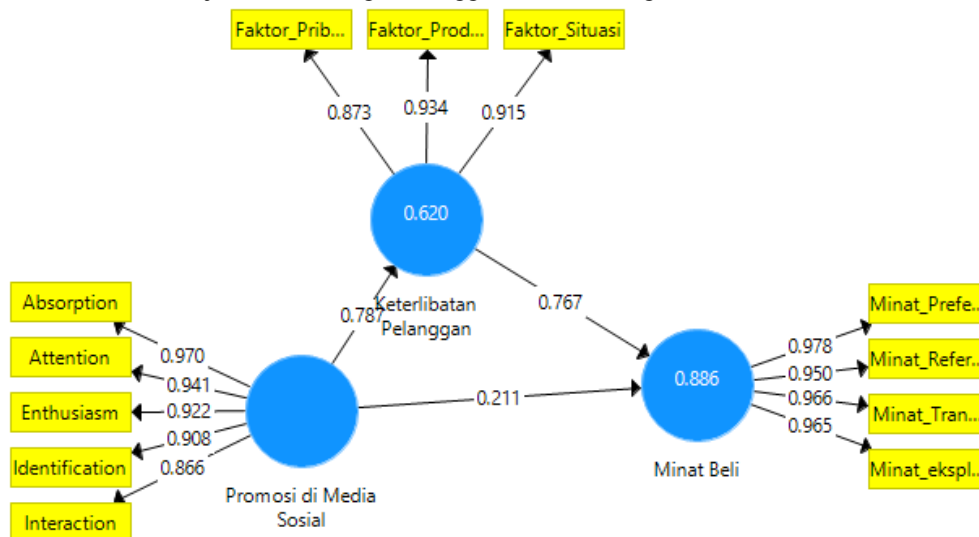 Faktor_Prib...
Faktor_Prod...
Faktor_Situasi
0.873
0.934
0.915
0.620
Keterlibatan
Pelanggan
0.787
0.767
Absorption
Attention
Enthusiasm
Identification
Interaction
0.970
0.941
0.922
0.908
0.866
Promosi di Media
Sosial
0.211
0.886
Minat Beli
0.978
0.950
0.966
0.965
Minat_Prefe...
Minat_Refer...
Minat_Tran...
Minat_ekspl...